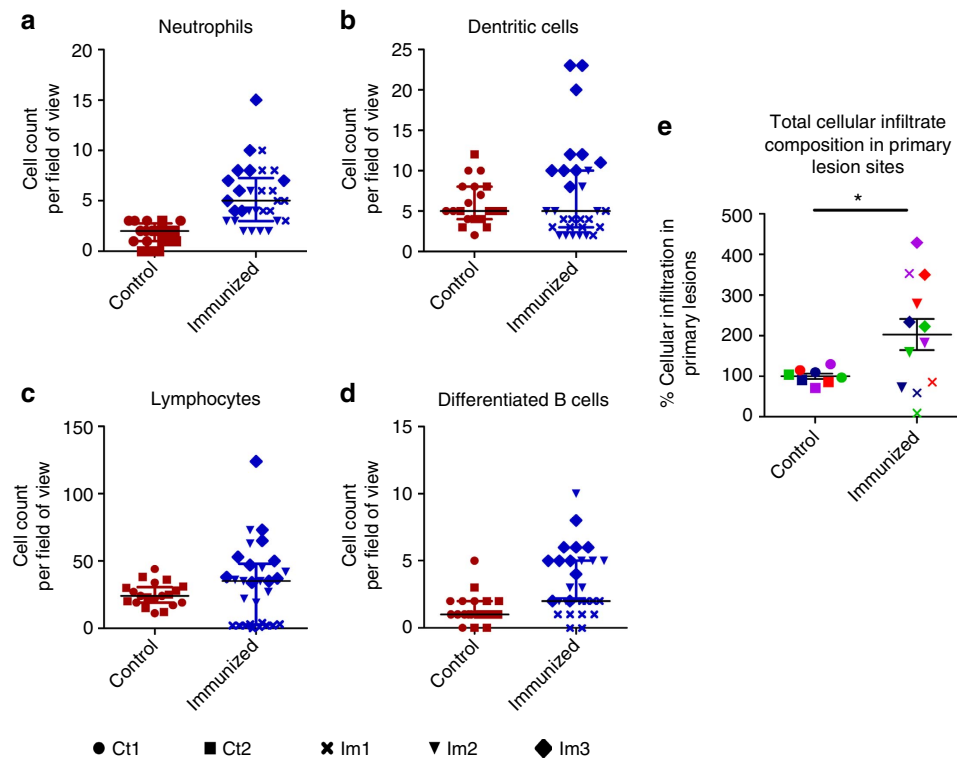 a
Neutrophils
Cell count
per field of view
20
15
10
5
0
Control
Immunized
b
Dentritic cells
Cell count
per field of view
25
20
15
10
5
0
Control
Immunized
c
Lymphocytes
Cell count
per field of view
150
100
50
0
Control
Immunized
d
Differentiated B cells
Cell count
per field of view
15
10
5
0
Control
Immunized
e
Total cellular infiltrate
composition in primary
lesion sites
*
% Cellular infiltration in
primary lesions
500
400
300
200
100
0
Control
Immunized
Ct1
Ct2
Im1
Im2
Im3